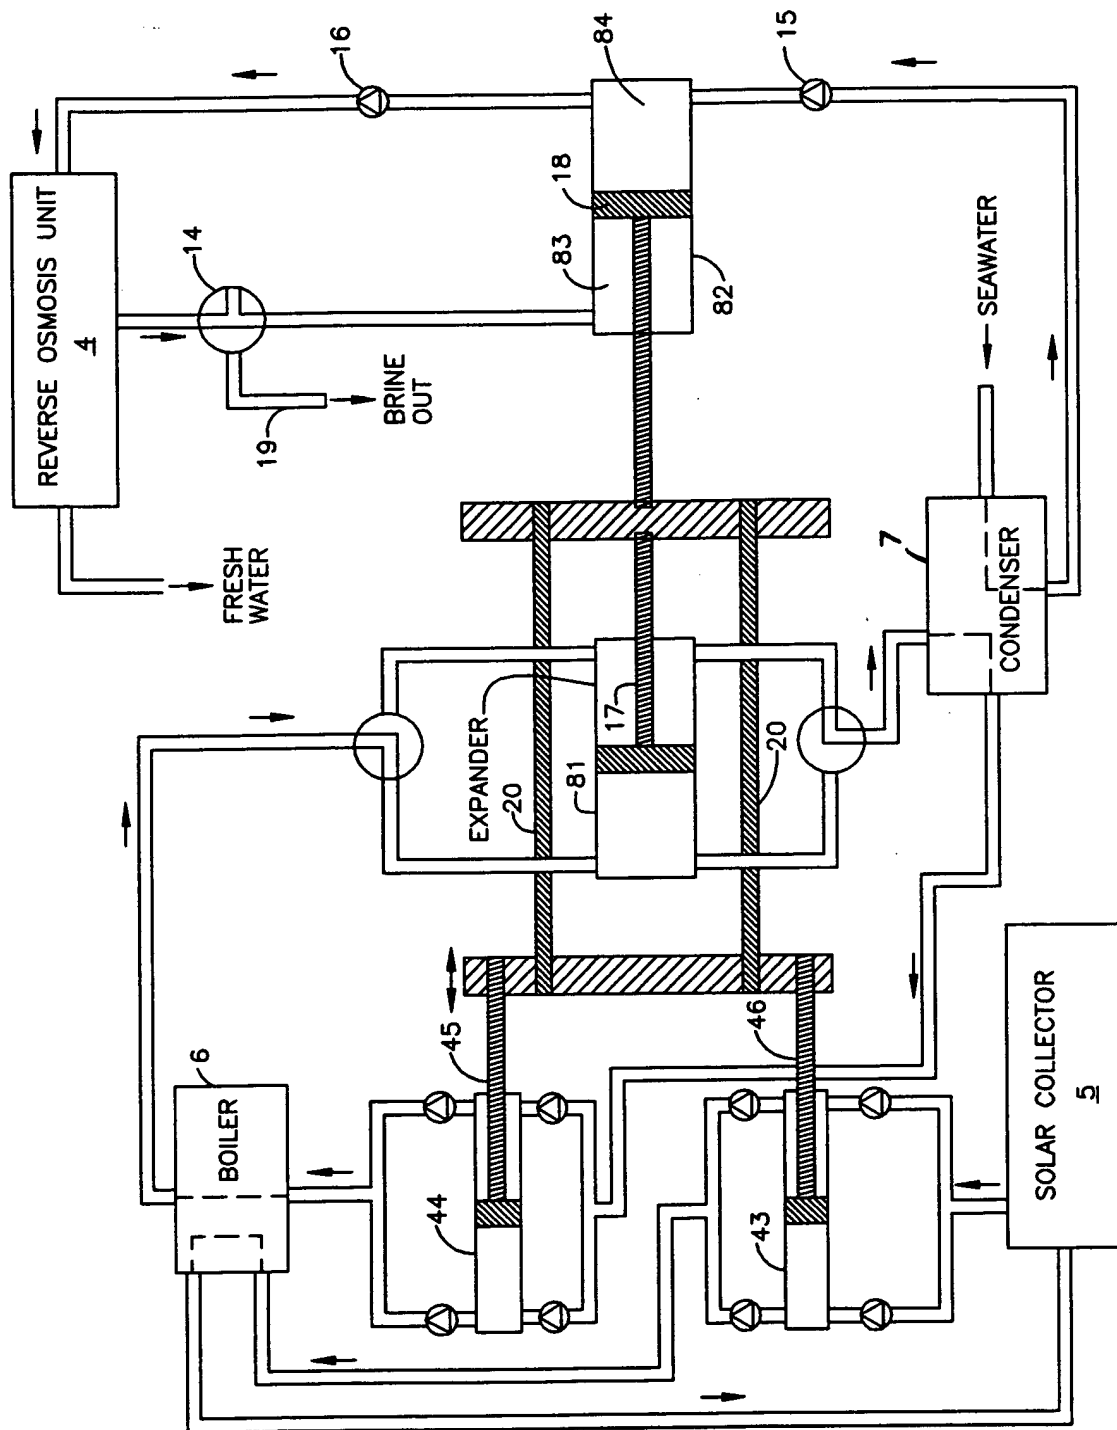 REVERSE OSMOSIS UNIT
4
16
84
15
14
18
83
82
19
BRINE
OUT
SEAWATER
FRESH
WATER
7
CONDENSER
EXPANDER
17
81
20
20
6
BOILER
45
46
44
43
SOLAR COLLECTOR
5